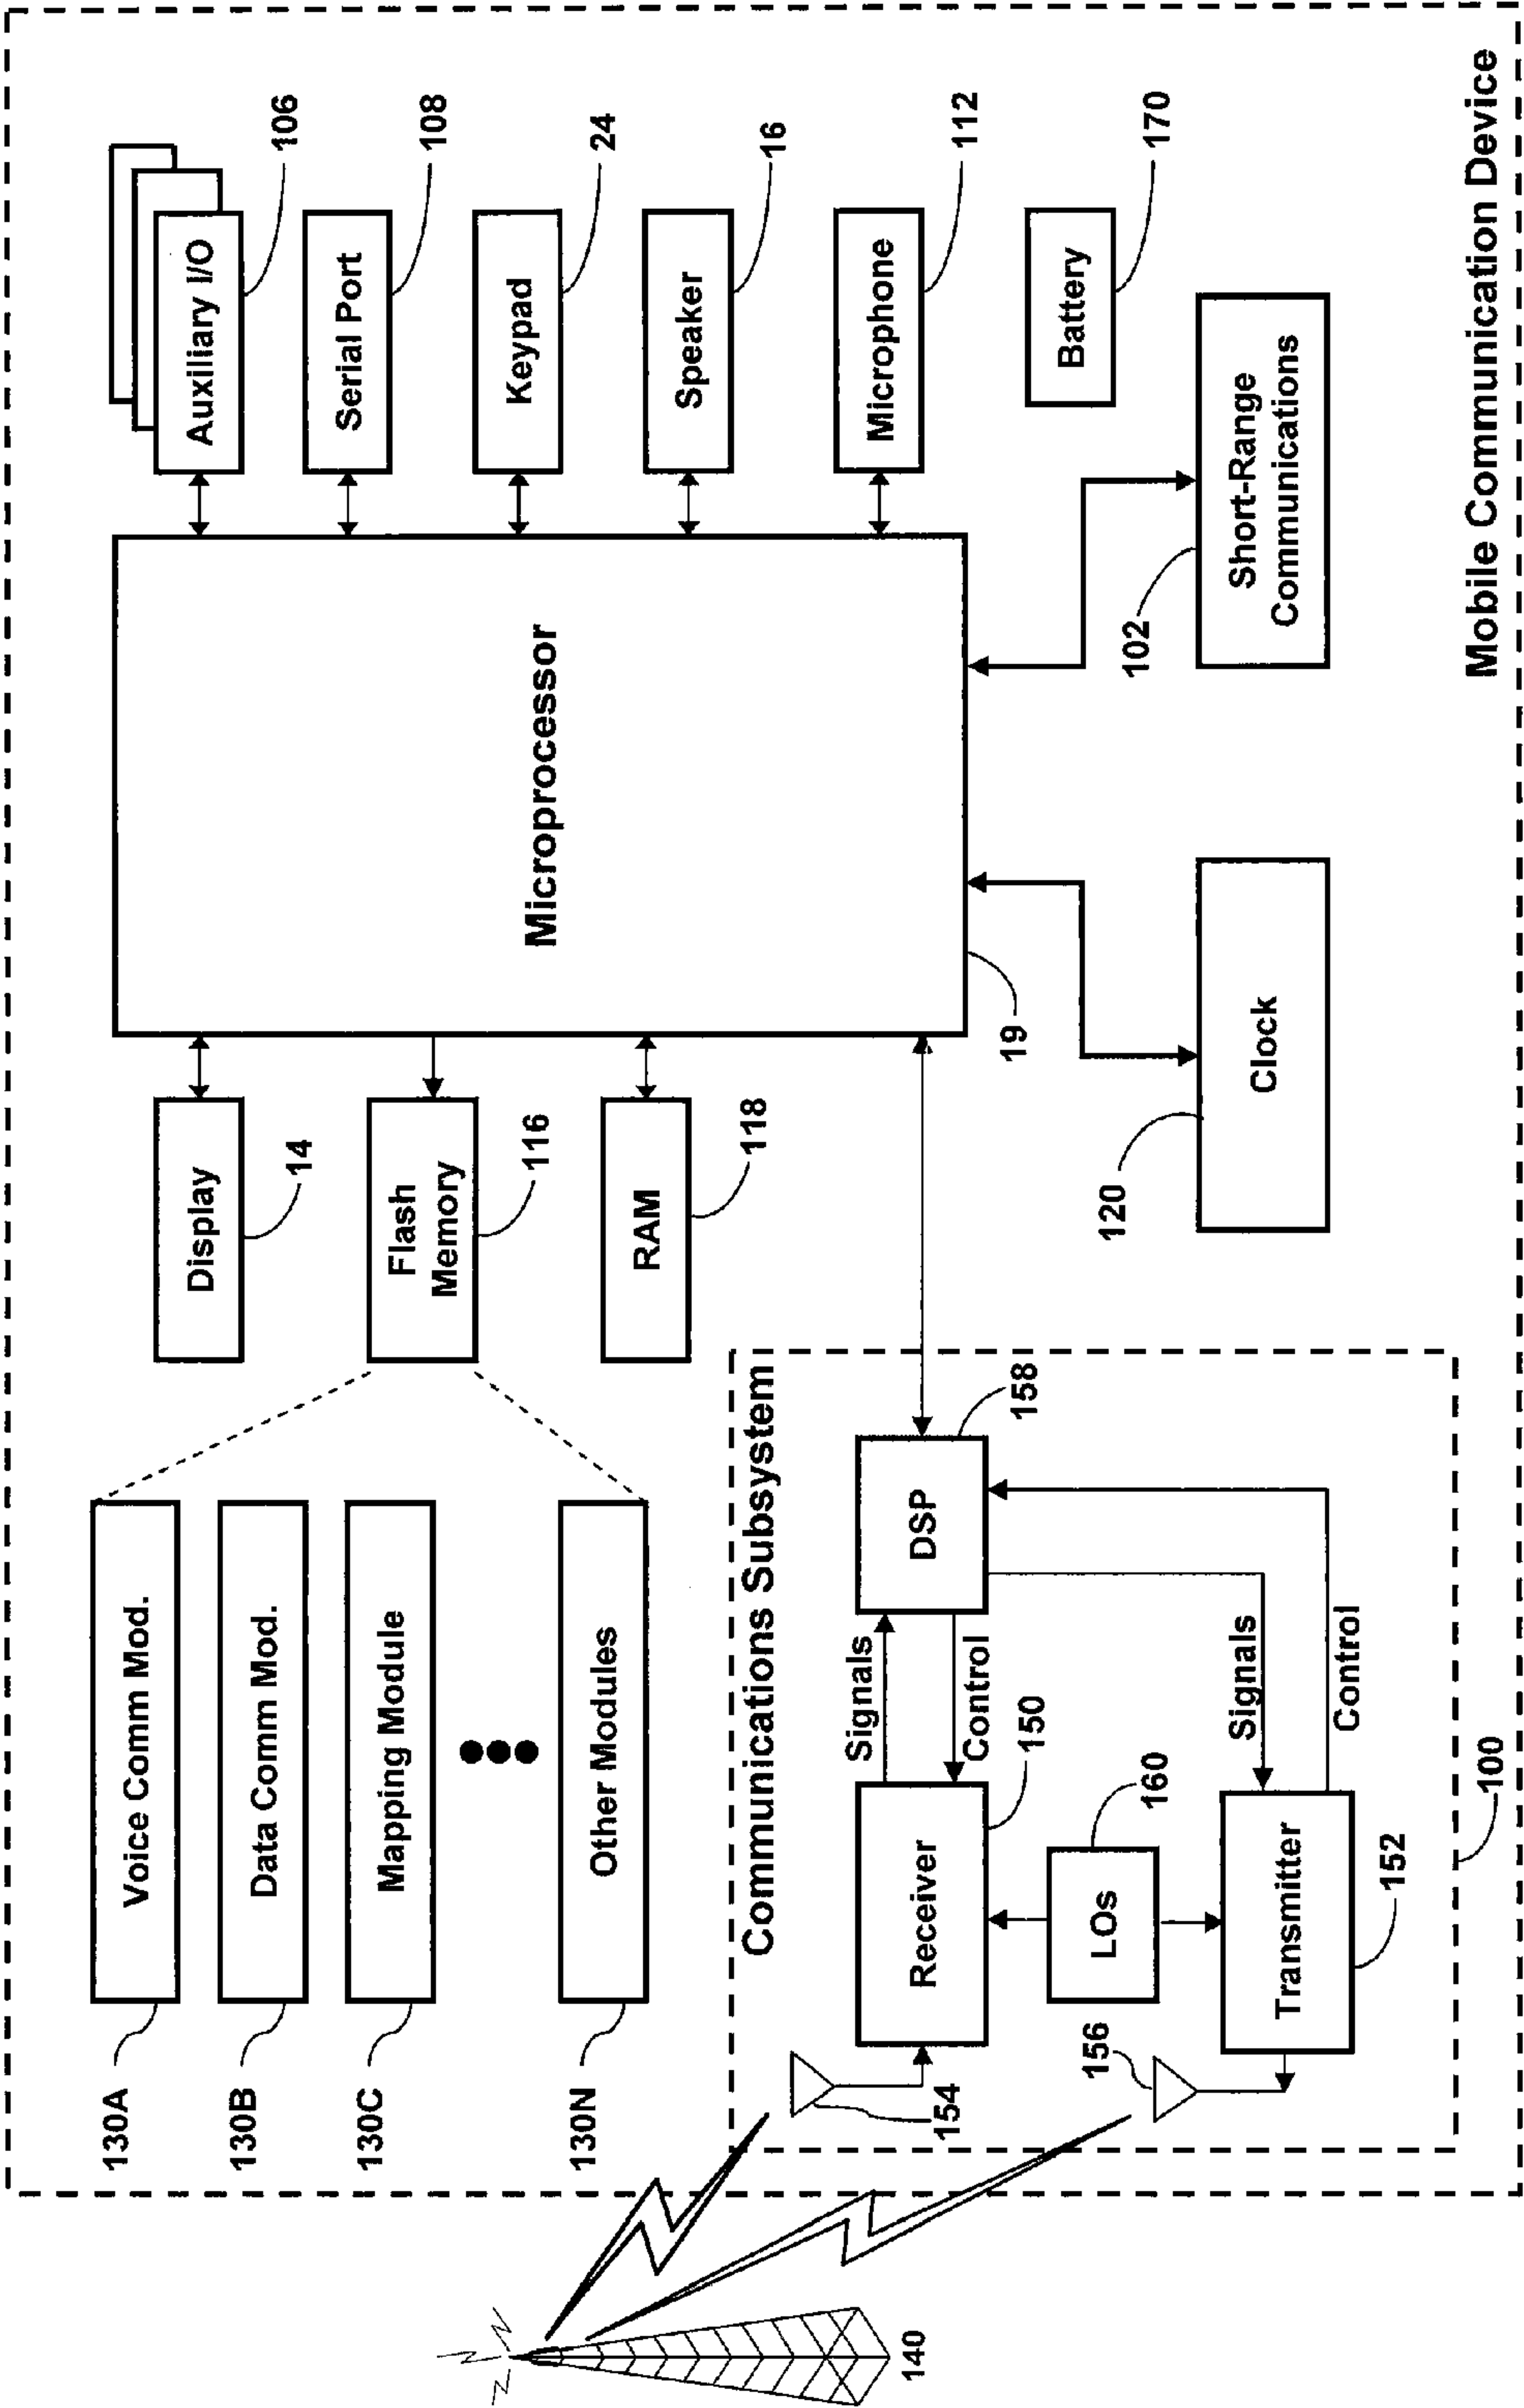 130A
Voice Comm Mod.
130B
Data Comm Mod.
130C
Mapping Module
130N
Other Modules
Display
14
Flash
Memory
116
RAM
118
Microprocessor
19
Auxiliary I/O
106
Serial Port
108
Keypad
24
Speaker
16
Microphone
112
Battery
170
Short-Range
Communications
102
Clock
120
Communications Subsystem
DSP
158
Signals
Control
Receiver
150
154
LOs
160
156
Signals
Control
Transmitter
152
100
140
Mobile Communication Device